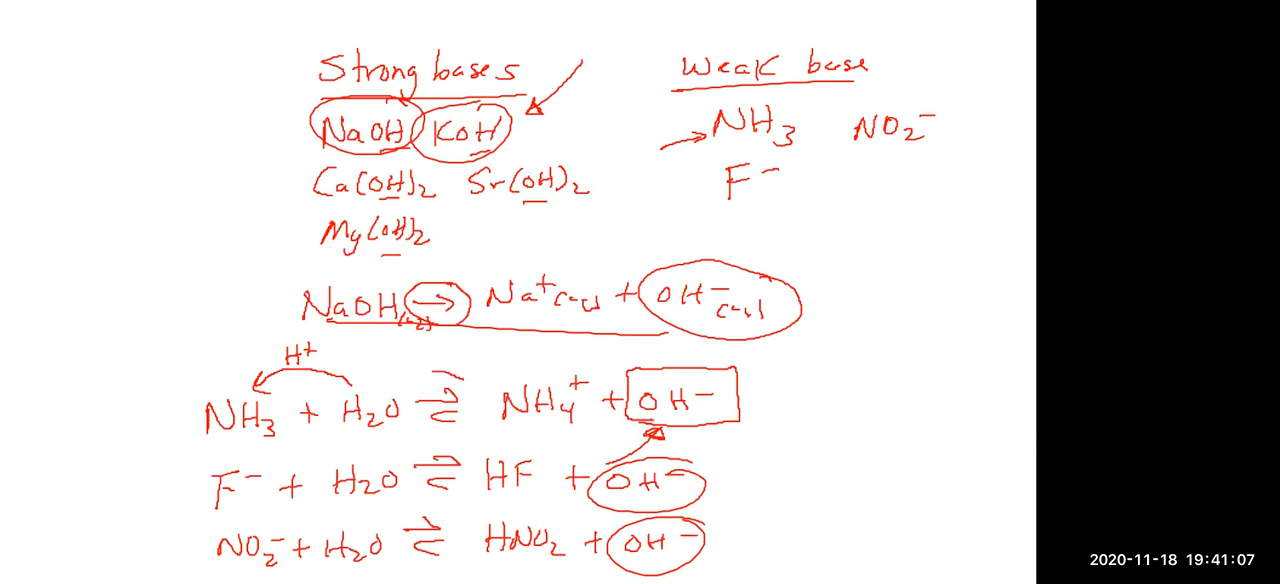 Strong bases Weak base
NaOH KOH NH3 NO2⁻
Ca(OH)2 Sr(OH)2 F⁻
Mg(OH)2
NaOH(aq) → Na⁺(aq) + OH⁻(aq)
H⁺
NH3 + H2O ⇌ NH4⁺ + OH⁻
F⁻ + H2O ⇌ HF + OH⁻
NO2⁻ + H2O ⇌ HNO2 + OH⁻
2020-11-18 19:41:07